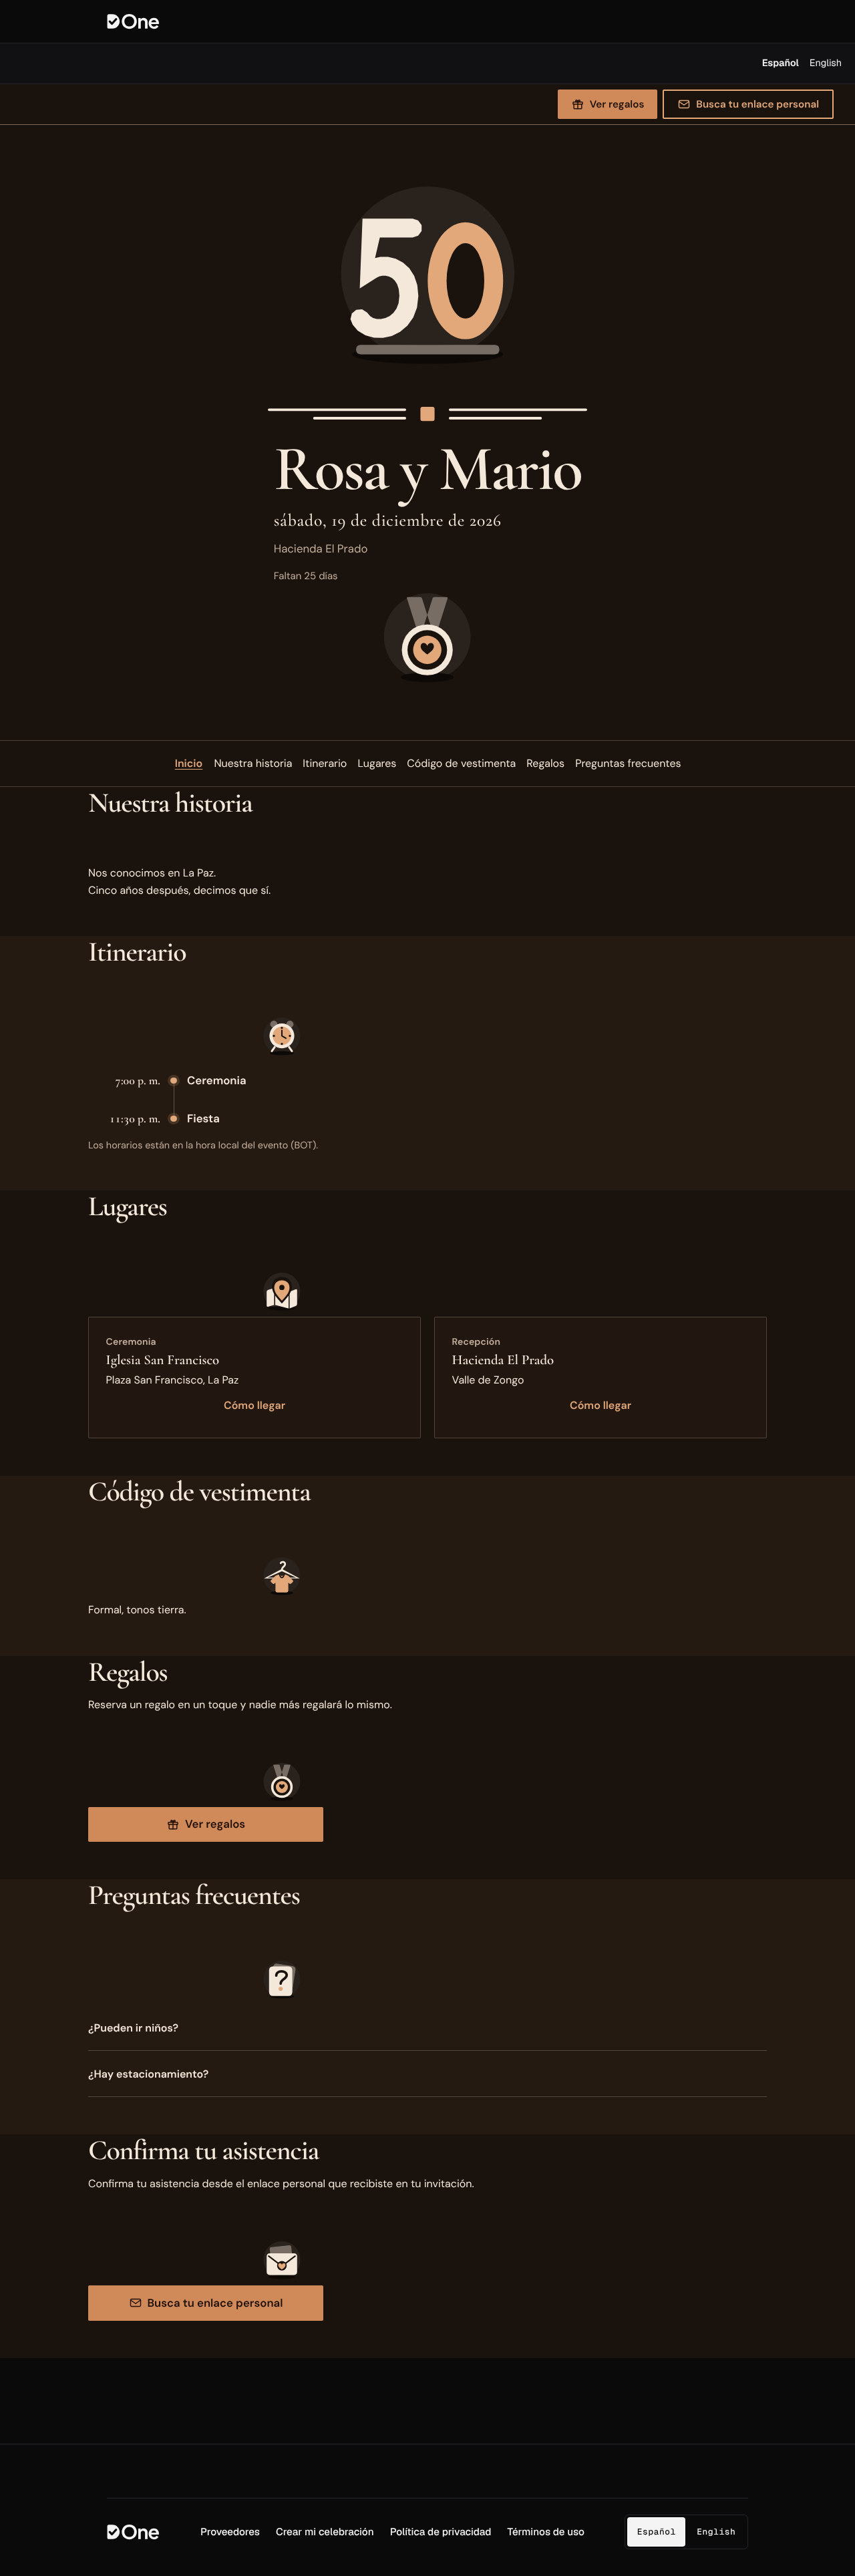 One
Español English
Ver regalos Busca tu enlace personal
50
Rosa y Mario
sábado, 19 de diciembre de 2026
Hacienda El Prado
Faltan 25 días
Inicio Nuestra historia Itinerario Lugares Código de vestimenta Regalos Preguntas frecuentes
Nuestra historia
Nos conocimos en La Paz.
Cinco años después, decimos que sí.
Itinerario
7:00 p. m. Ceremonia
11:30 p. m. Fiesta
Los horarios están en la hora local del evento (BOT).
Lugares
Ceremonia
Iglesia San Francisco
Plaza San Francisco, La Paz
Cómo llegar
Recepción
Hacienda El Prado
Valle de Zongo
Cómo llegar
Código de vestimenta
Formal, tonos tierra.
Regalos
Reserva un regalo en un toque y nadie más regalará lo mismo.
Ver regalos
Preguntas frecuentes
?
¿Pueden ir niños?
¿Hay estacionamiento?
Confirma tu asistencia
Confirma tu asistencia desde el enlace personal que recibiste en tu invitación.
Busca tu enlace personal
One Proveedores Crear mi celebración Política de privacidad Términos de uso Español English